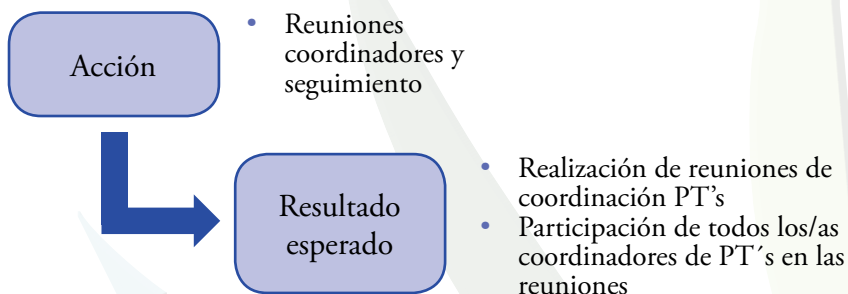 Acción
• Reuniones
coordinadores y
seguimiento
Resultado
esperado
• Realización de reuniones de
coordinación PT’s
• Participación de todos los/as
coordinadores de PT´s en las
reuniones